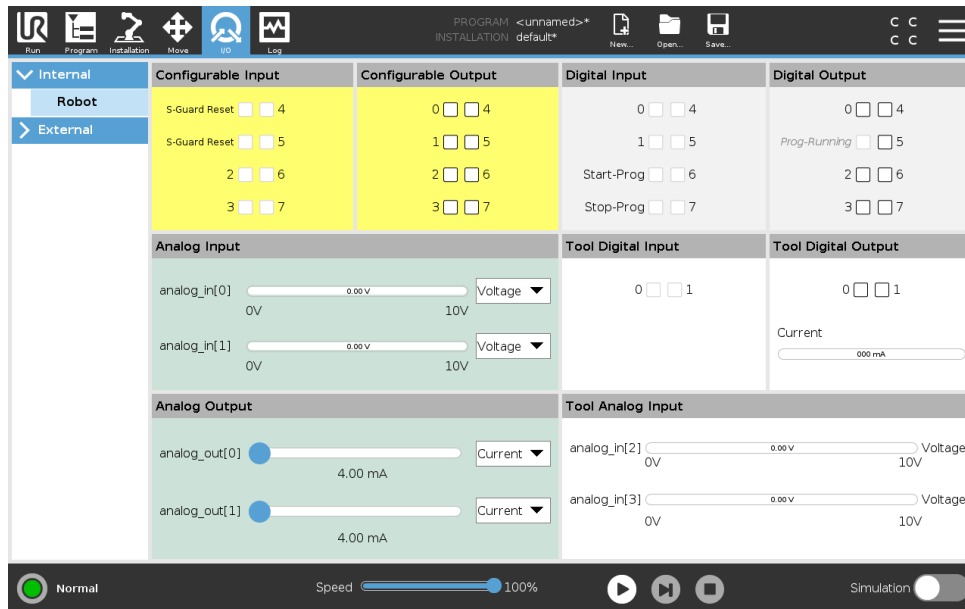 PROGRAM <unnamed>*
INSTALLATION default*
C C
C C
UR
Run Program Installation Move I/O Log New... Open... Save...
Internal
Robot
External
Configurable Input
S-Guard Reset 4
S-Guard Reset 5
2 6
3 7
Configurable Output
0 4
1 5
2 6
3 7
Digital Input
0 4
1 5
Start-Prog 6
Stop-Prog 7
Digital Output
0 4
Prog-Running 5
2 6
3 7
Analog Input
analog_in[0] 0.00 V Voltage
0V 10V
analog_in[1] 0.00 V Voltage
0V 10V
Tool Digital Input
0 1
Tool Digital Output
0 1
Current
000 mA
Analog Output
analog_out[0] Current
4.00 mA
analog_out[1] Current
4.00 mA
Tool Analog Input
analog_in[2] 0.00 V Voltage
0V 10V
analog_in[3] 0.00 V Voltage
0V 10V
Normal Speed 100% Simulation